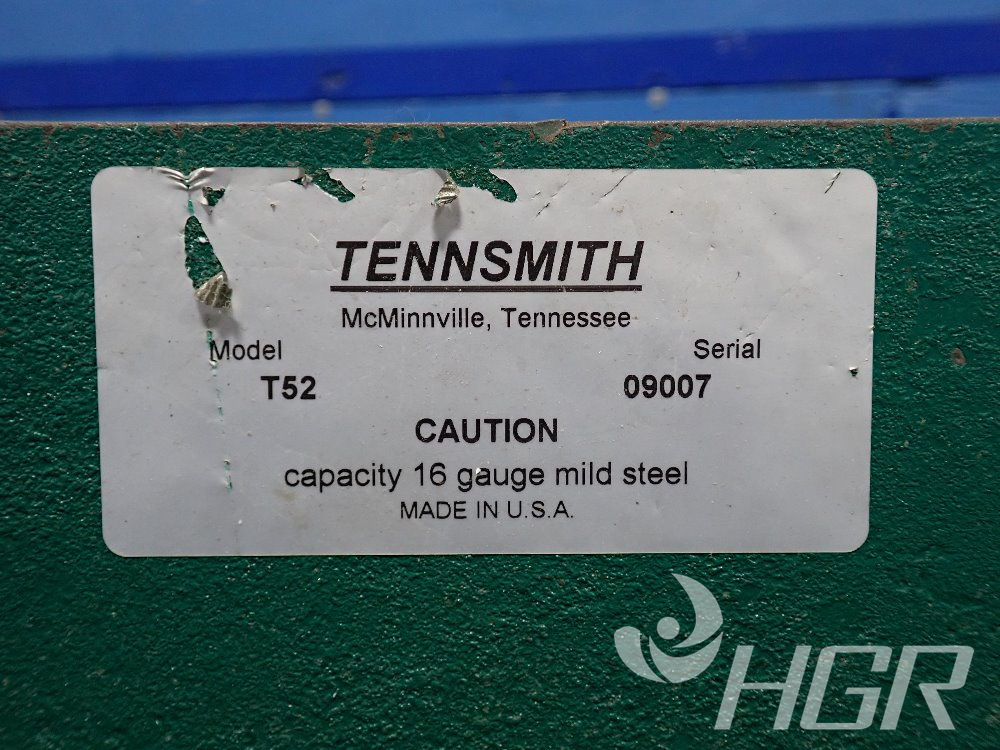 TENNSMITH
McMinnville, Tennessee
Model Serial
T52 09007
CAUTION
capacity 16 gauge mild steel
MADE IN U.S.A.
HGR